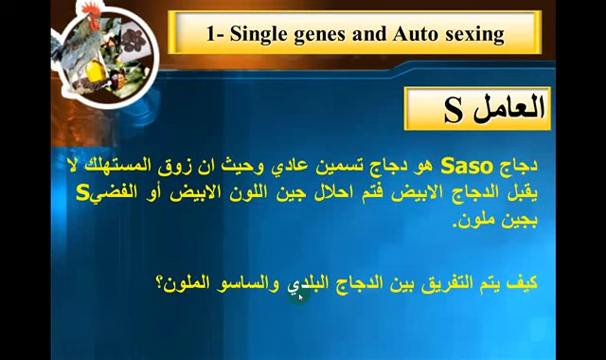 1- Single genes and Auto sexing
العامل S
دجاج Saso هو دجاج تسمين عادي وحيث ان زوق المستهلك لا
يقبل الدجاج الابيض فتم احلال جين اللون الابيض أو الفضيS
بجين ملون.
كيف يتم التفريق بين الدجاج البلدي والساسو الملون؟